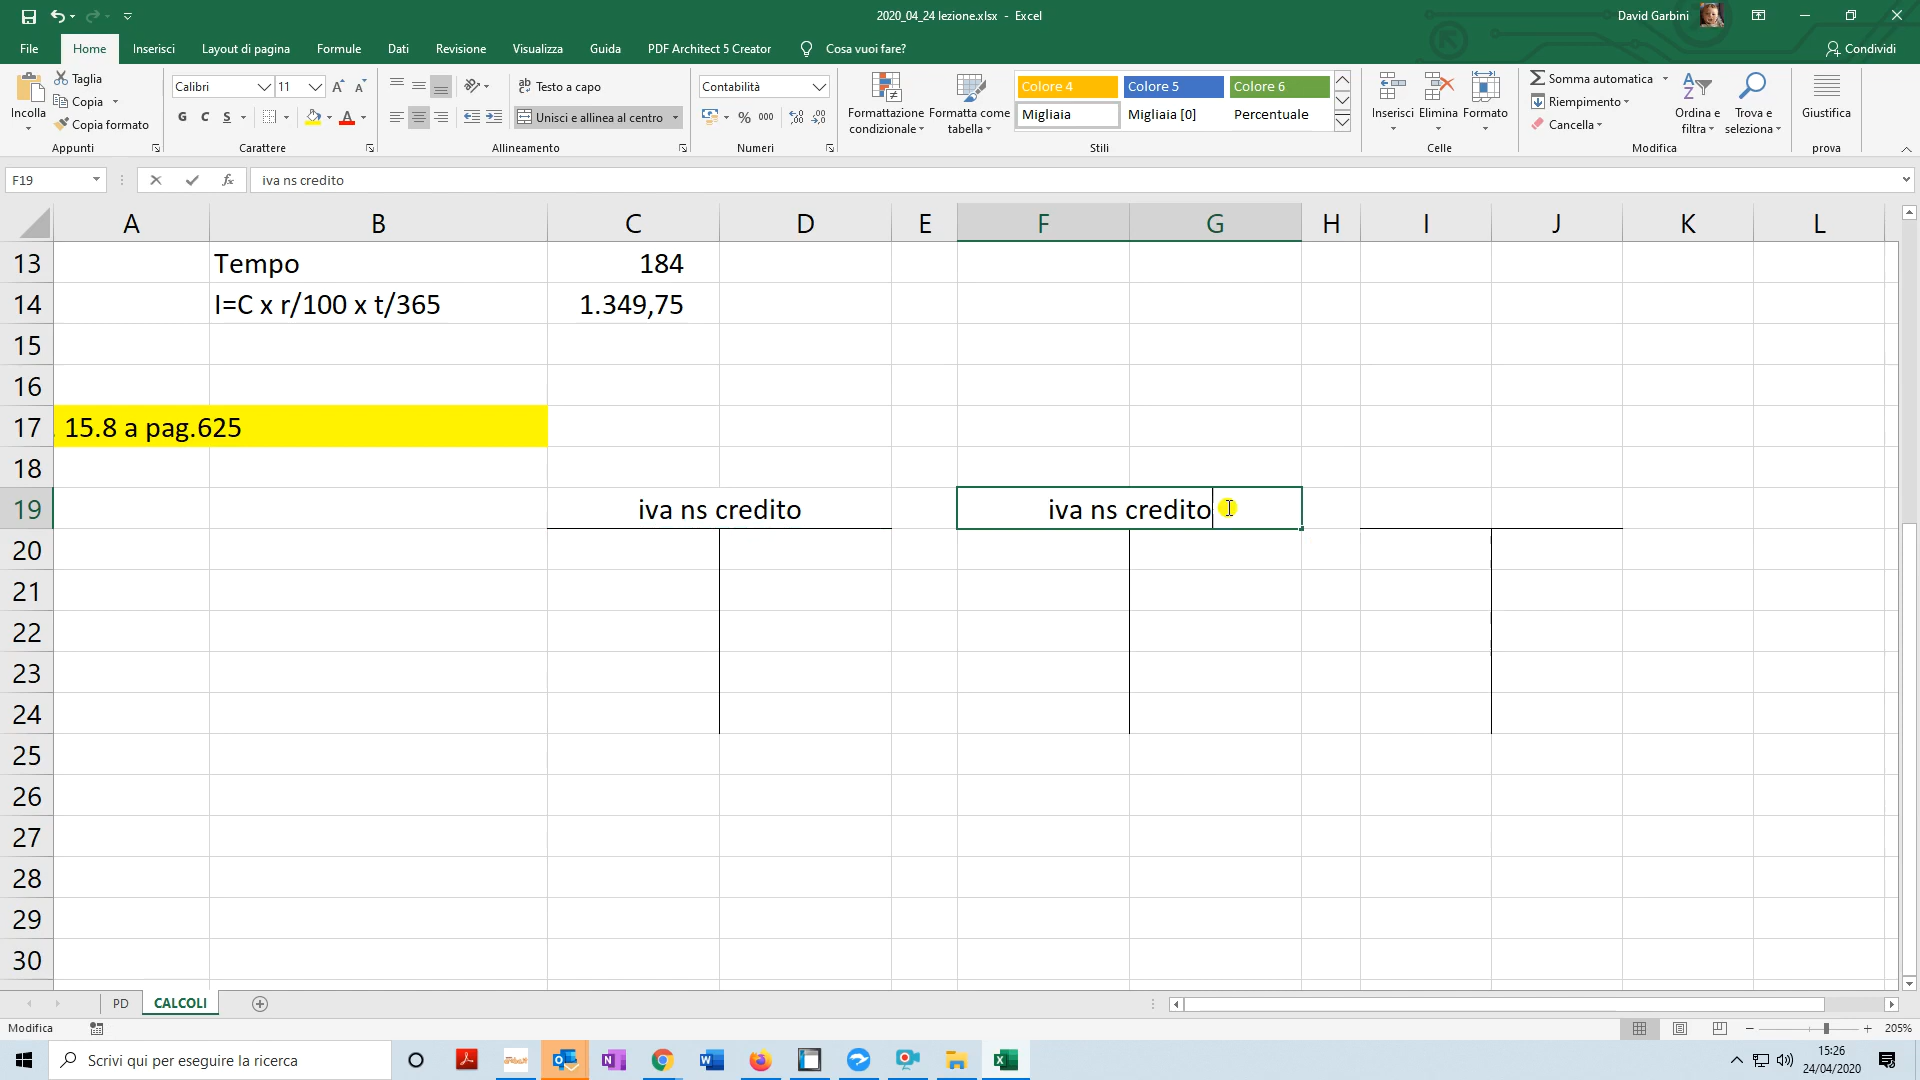 2020_04_24 lezione.xlsx - Excel
David Garbini
File Home Inserisci Layout di pagina Formule Dati Revisione Visualizza Guida PDF Architect 5 Creator Cosa vuoi fare? Condividi
Incolla
Taglia
Copia
Copia formato
Appunti
Calibri 11
G C S
Carattere
Testo a capo
Unisci e allinea al centro
Allineamento
Contabilità
% 000
Numeri
Formattazione condizionale
Formatta come tabella
Colore 4 Colore 5 Colore 6
Migliaia Migliaia [0] Percentuale
Stili
Inserisci Elimina Formato
Celle
Somma automatica
Riempimento
Cancella
Ordina e filtra
Trova e seleziona
Modifica
Giustifica
prova
F19 fx iva ns credito
A B C D E F G H I J K L
13 Tempo 184
14 I=C x r/100 x t/365 1.349,75
15
16
17 15.8 a pag.625
18
19 iva ns credito iva ns credito
20
21
22
23
24
25
26
27
28
29
30
PD CALCOLI
Modifica 205%
Scrivi qui per eseguire la ricerca
15:26
24/04/2020